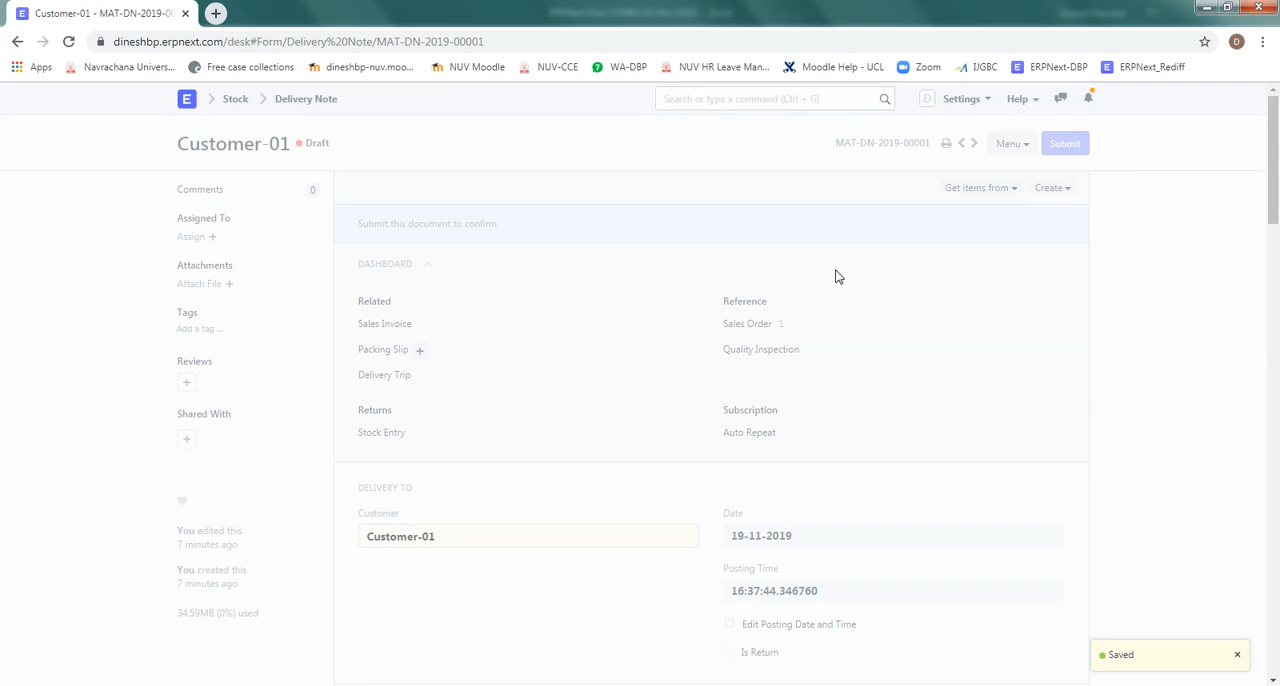 Customer-01 - MAT-DN-2019-00
dineshbp.erpnext.com/desk#Form/Delivery%20Note/MAT-DN-2019-00001
D
Apps
Navrachana Univers...
Free case collections
dineshbp-nuv.moo...
NUV Moodle
NUV-CCE
WA-DBP
NUV HR Leave Man...
Moodle Help - UCL
Zoom
IJGBC
ERPNext-DBP
ERPNext_Rediff
E
Stock
Delivery Note
Search or type a command (Ctrl + G)
D
Settings
Help
Customer-01
Draft
MAT-DN-2019-00001
Menu
Submit
Comments
0
Get items from
Create
Assigned To
Assign +
Submit this document to confirm
Attachments
Attach File +
DASHBOARD
Tags
Add a tag ...
Related
Reference
Sales Invoice
Sales Order 1
Packing Slip +
Quality Inspection
Delivery Trip
Reviews
+
Returns
Subscription
Shared With
+
Stock Entry
Auto Repeat
DELIVERY TO
Customer
Date
Customer-01
19-11-2019
You edited this
7 minutes ago
Posting Time
You created this
7 minutes ago
16:37:44.346760
34.59MB (0%) used
Edit Posting Date and Time
Is Return
Saved
×